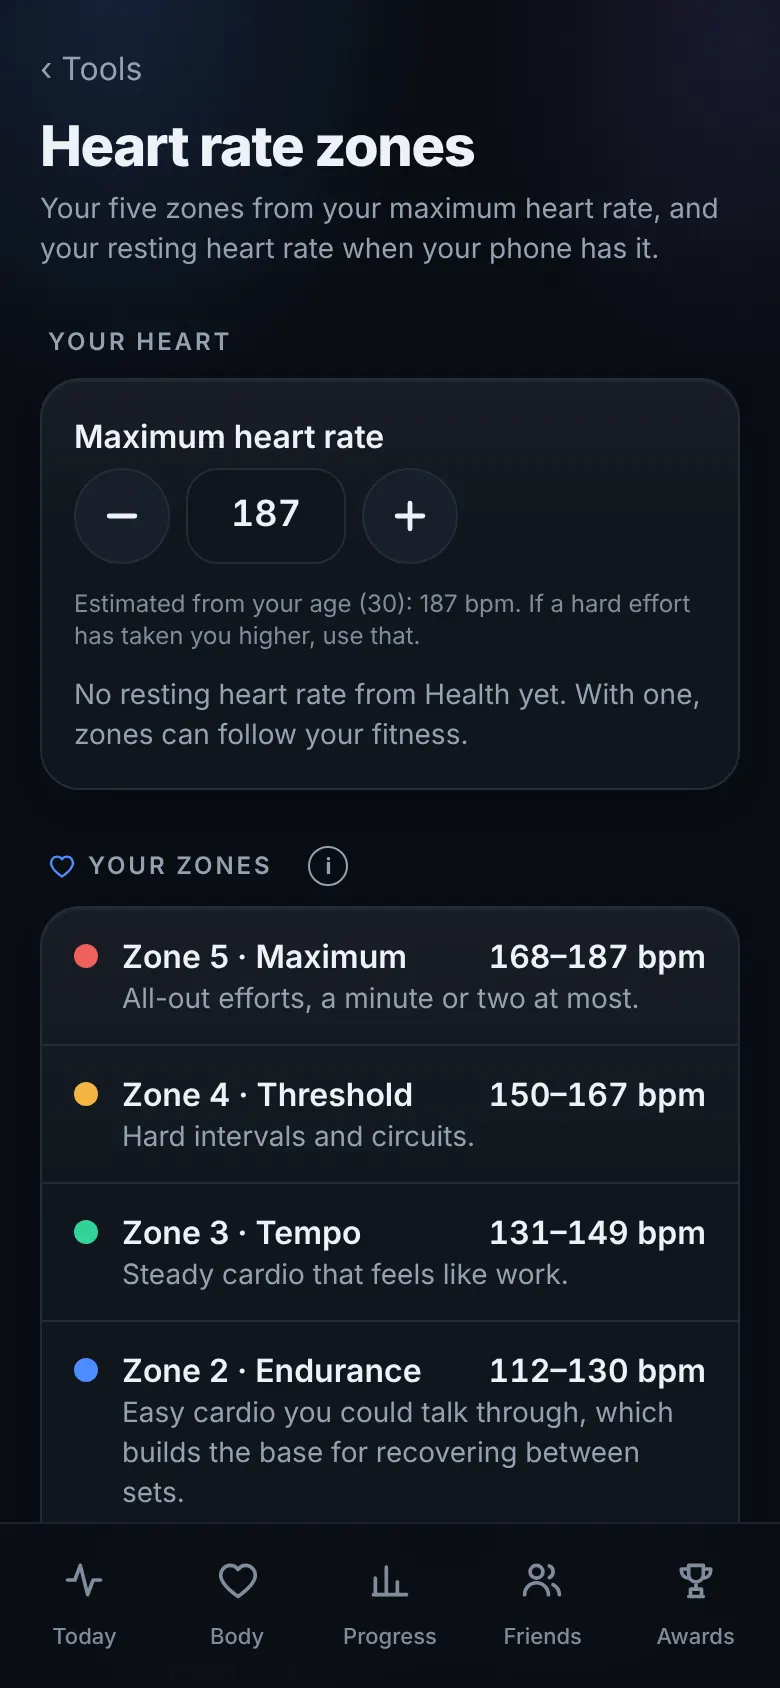 ‹ Tools
Heart rate zones
Your five zones from your maximum heart rate, and
your resting heart rate when your phone has it.
YOUR HEART
Maximum heart rate
− 187 +
Estimated from your age (30): 187 bpm. If a hard effort
has taken you higher, use that.
No resting heart rate from Health yet. With one,
zones can follow your fitness.
YOUR ZONES i
Zone 5 · Maximum 168–187 bpm
All-out efforts, a minute or two at most.
Zone 4 · Threshold 150–167 bpm
Hard intervals and circuits.
Zone 3 · Tempo 131–149 bpm
Steady cardio that feels like work.
Zone 2 · Endurance 112–130 bpm
Easy cardio you could talk through, which
builds the base for recovering between
sets.
Today Body Progress Friends Awards